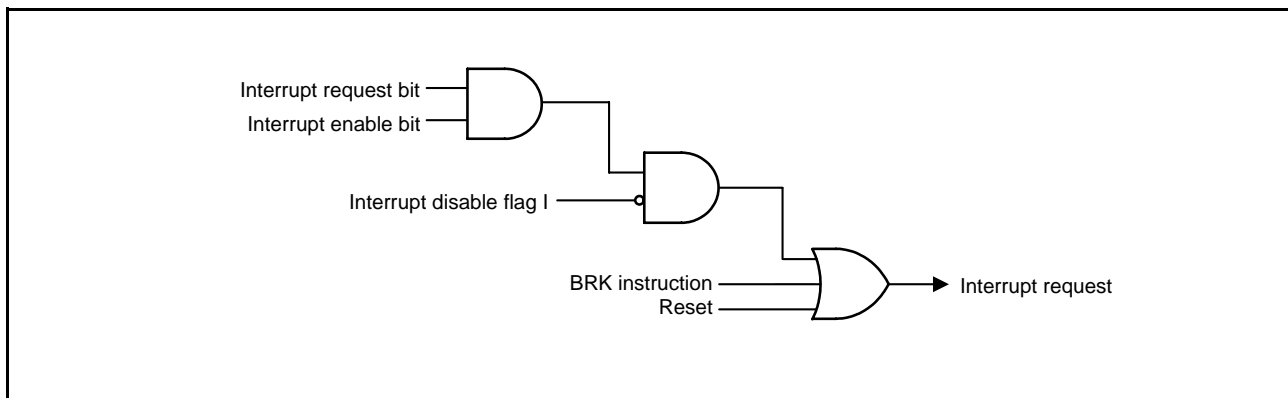 Interrupt request bit
Interrupt enable bit
Interrupt disable flag I
BRK instruction
Reset
Interrupt request